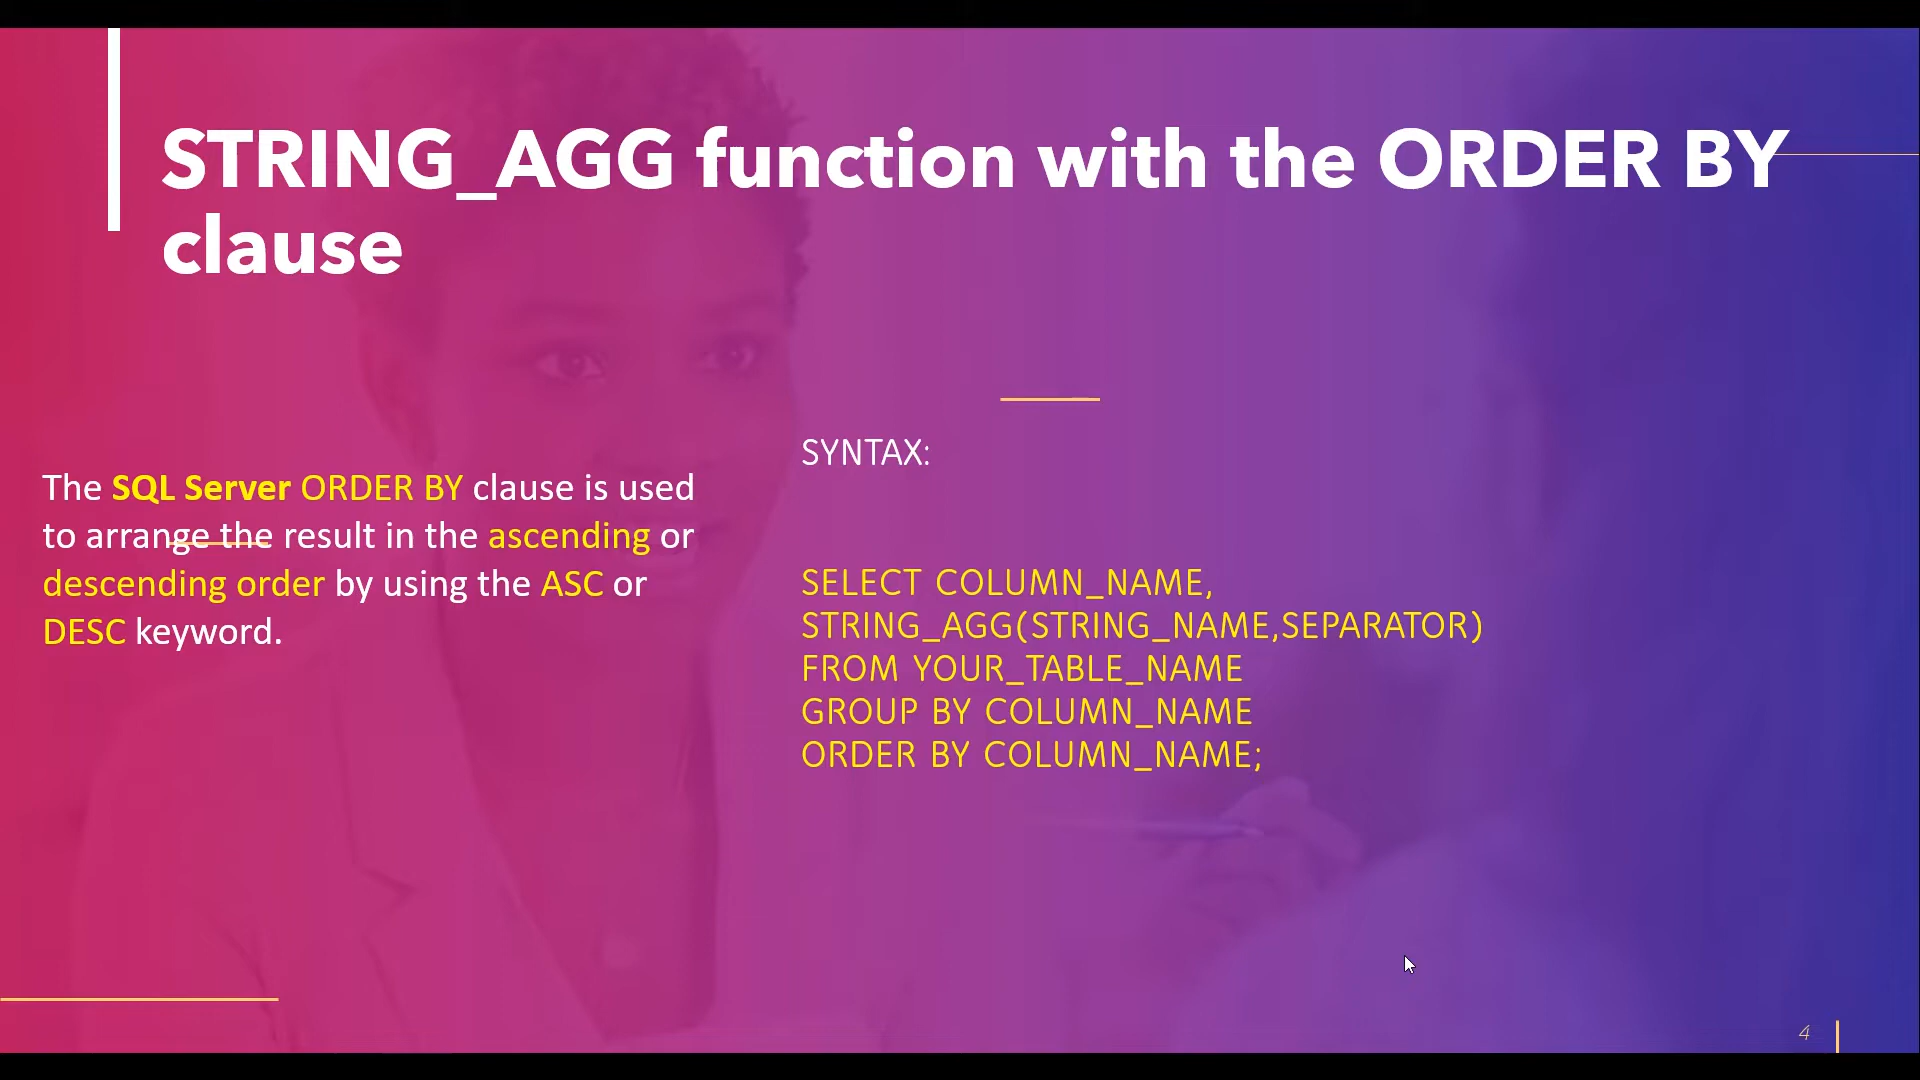 STRING_AGG function with the ORDER BY
clause
The SQL Server ORDER BY clause is used
to arrange the result in the ascending or
descending order by using the ASC or
DESC keyword.
SYNTAX:
SELECT COLUMN_NAME,
STRING_AGG(STRING_NAME,SEPARATOR)
FROM YOUR_TABLE_NAME
GROUP BY COLUMN_NAME
ORDER BY COLUMN_NAME;
4